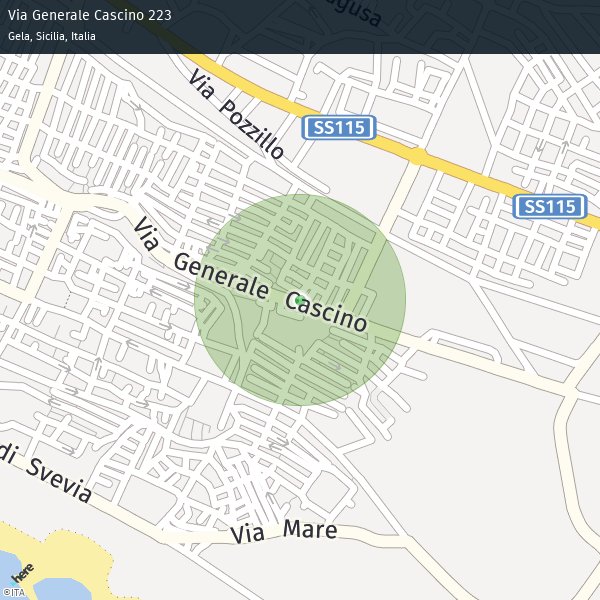 Via Generale Cascino 223
Gela, Sicilia, Italia
Via Pozzillo
SS115
SS115
Via Generale Cascino
di Svevia
Via Mare
here
©ITA